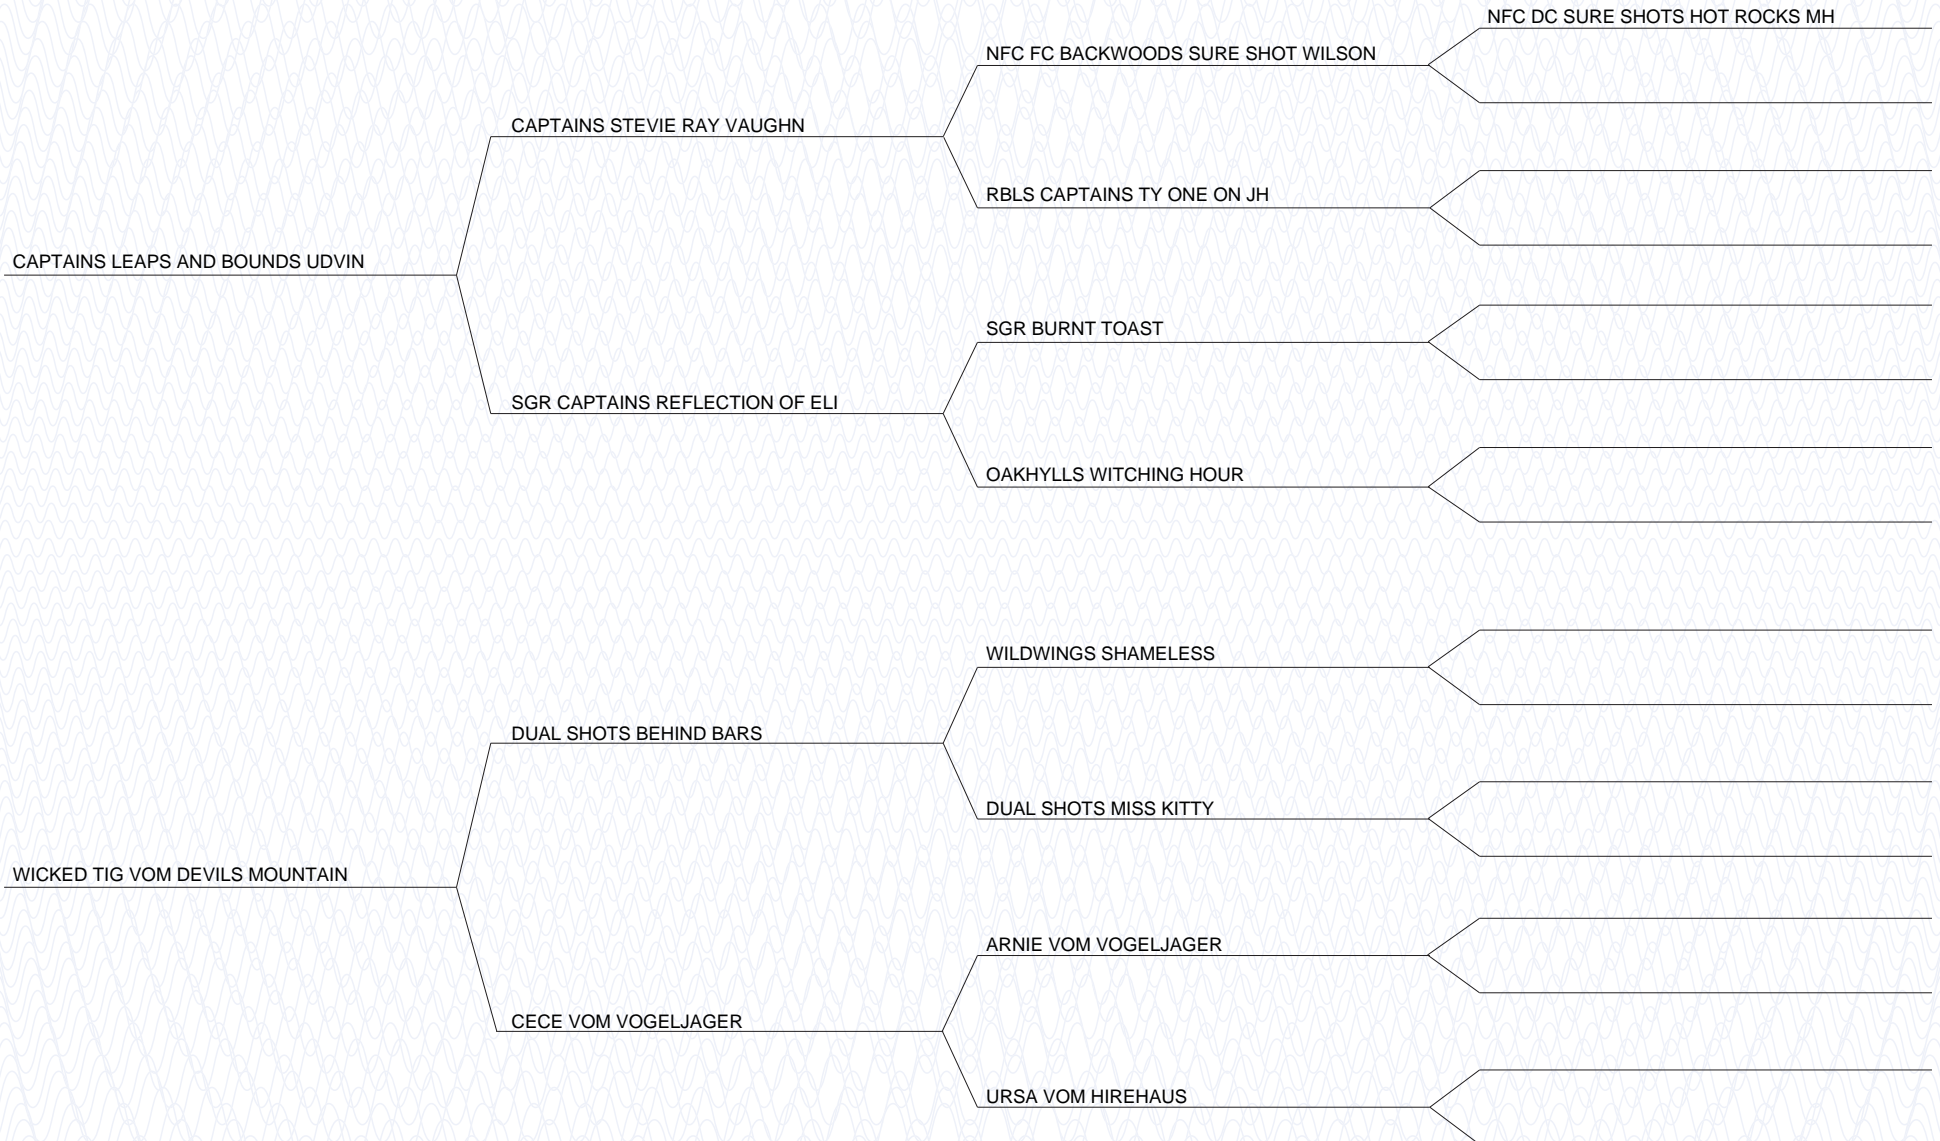 NFC DC SURE SHOTS HOT ROCKS MH
NFC FC BACKWOODS SURE SHOT WILSON
CAPTAINS STEVIE RAY VAUGHN
RBLS CAPTAINS TY ONE ON JH
CAPTAINS LEAPS AND BOUNDS UDVIN
SGR BURNT TOAST
SGR CAPTAINS REFLECTION OF ELI
OAKHYLLS WITCHING HOUR
WILDWINGS SHAMELESS
DUAL SHOTS BEHIND BARS
DUAL SHOTS MISS KITTY
WICKED TIG VOM DEVILS MOUNTAIN
ARNIE VOM VOGELJAGER
CECE VOM VOGELJAGER
URSA VOM HIREHAUS